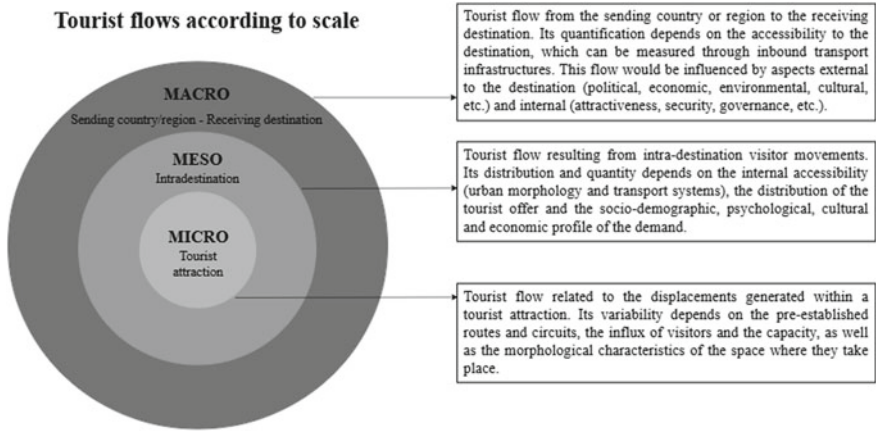 Tourist flows according to scale
MACRO
Sending country/region - Receiving destination
MESO
Intradestination
MICRO
Tourist
attraction
Tourist flow from the sending country or region to the receiving
destination. Its quantification depends on the accessibility to the
destination, which can be measured through inbound transport
infrastructures. This flow would be influenced by aspects external
to the destination (political, economic, environmental, cultural,
etc.) and internal (attractiveness, security, governance, etc.).
Tourist flow resulting from intra-destination visitor movements.
Its distribution and quantity depends on the internal accessibility
(urban morphology and transport systems), the distribution of the
tourist offer and the socio-demographic, psychological, cultural
and economic profile of the demand.
Tourist flow related to the displacements generated within a
tourist attraction. Its variability depends on the pre-established
routes and circuits, the influx of visitors and the capacity, as well
as the morphological characteristics of the space where they take
place.